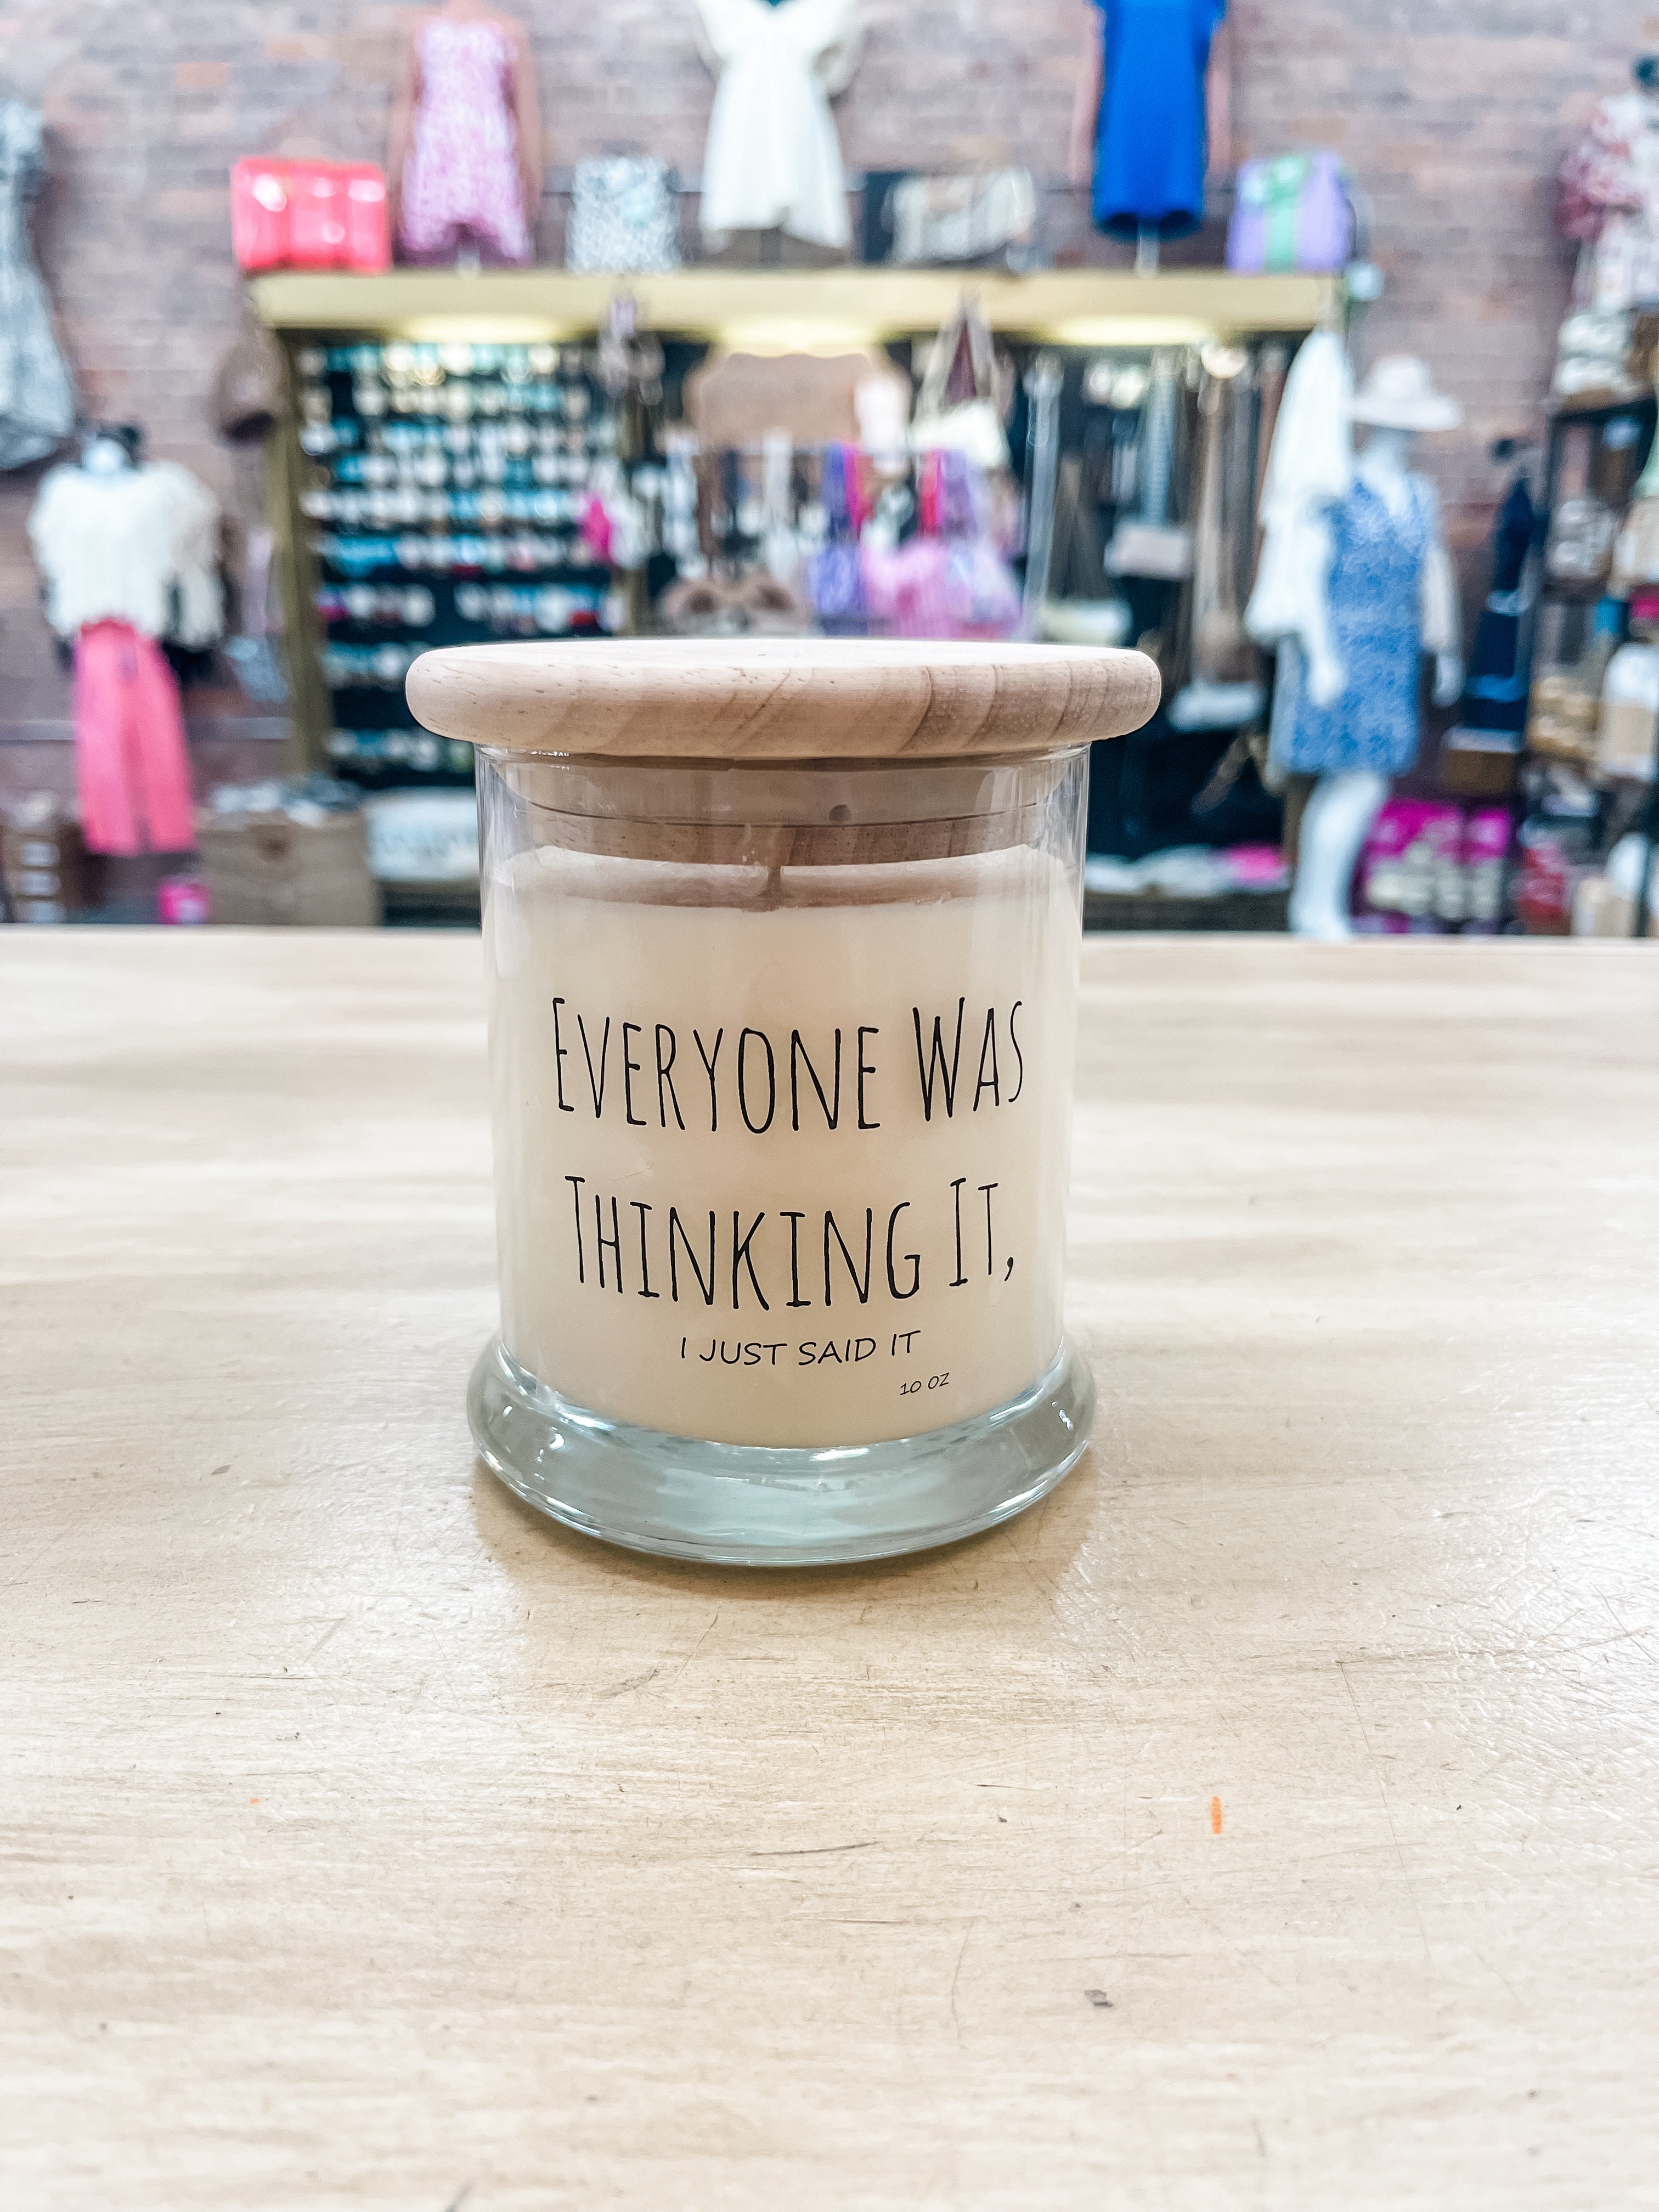 Everyone Was
Thinking It,
I JUST SAID IT
10 OZ